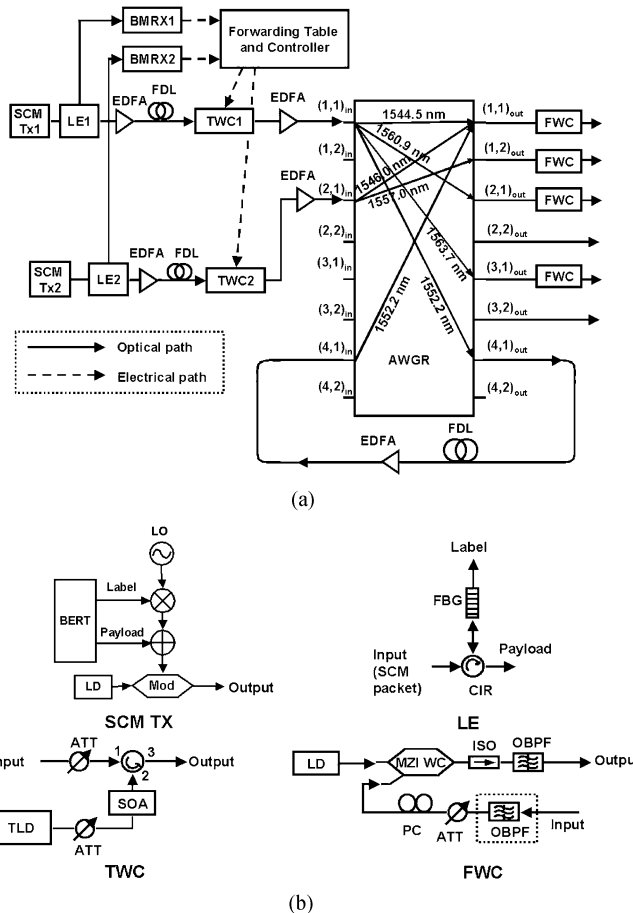 BMRX1
BMRX2
Forwarding Table
and Controller
SCM
Tx1
LE1
EDFA
FDL
TWC1
EDFA
(1,1)in
1544.5 nm
(1,1)out
FWC
1560.9 nm
(1,2)in
(1,2)out
FWC
1548.0 nm
EDFA
(2,1)in
1557.0 nm
(2,1)out
FWC
(2,2)in
(2,2)out
1563.7 nm
SCM
Tx2
LE2
EDFA
FDL
TWC2
(3,1)in
(3,1)out
FWC
1552.2 nm
1552.2 nm
(3,2)in
(3,2)out
Optical path
Electrical path
(4,1)in
AWGR
(4,1)out
(4,2)in
(4,2)out
EDFA
FDL
(a)
LO
Label
BERT
Payload
LD
Mod
Output
SCM TX
Label
FBG
Input
(SCM
packet)
Payload
CIR
LE
nput
ATT
1
3
Output
2
SOA
TLD
ATT
TWC
LD
MZI WC
ISO
OBPF
Outpu
PC
ATT
OBPF
Input
FWC
(b)